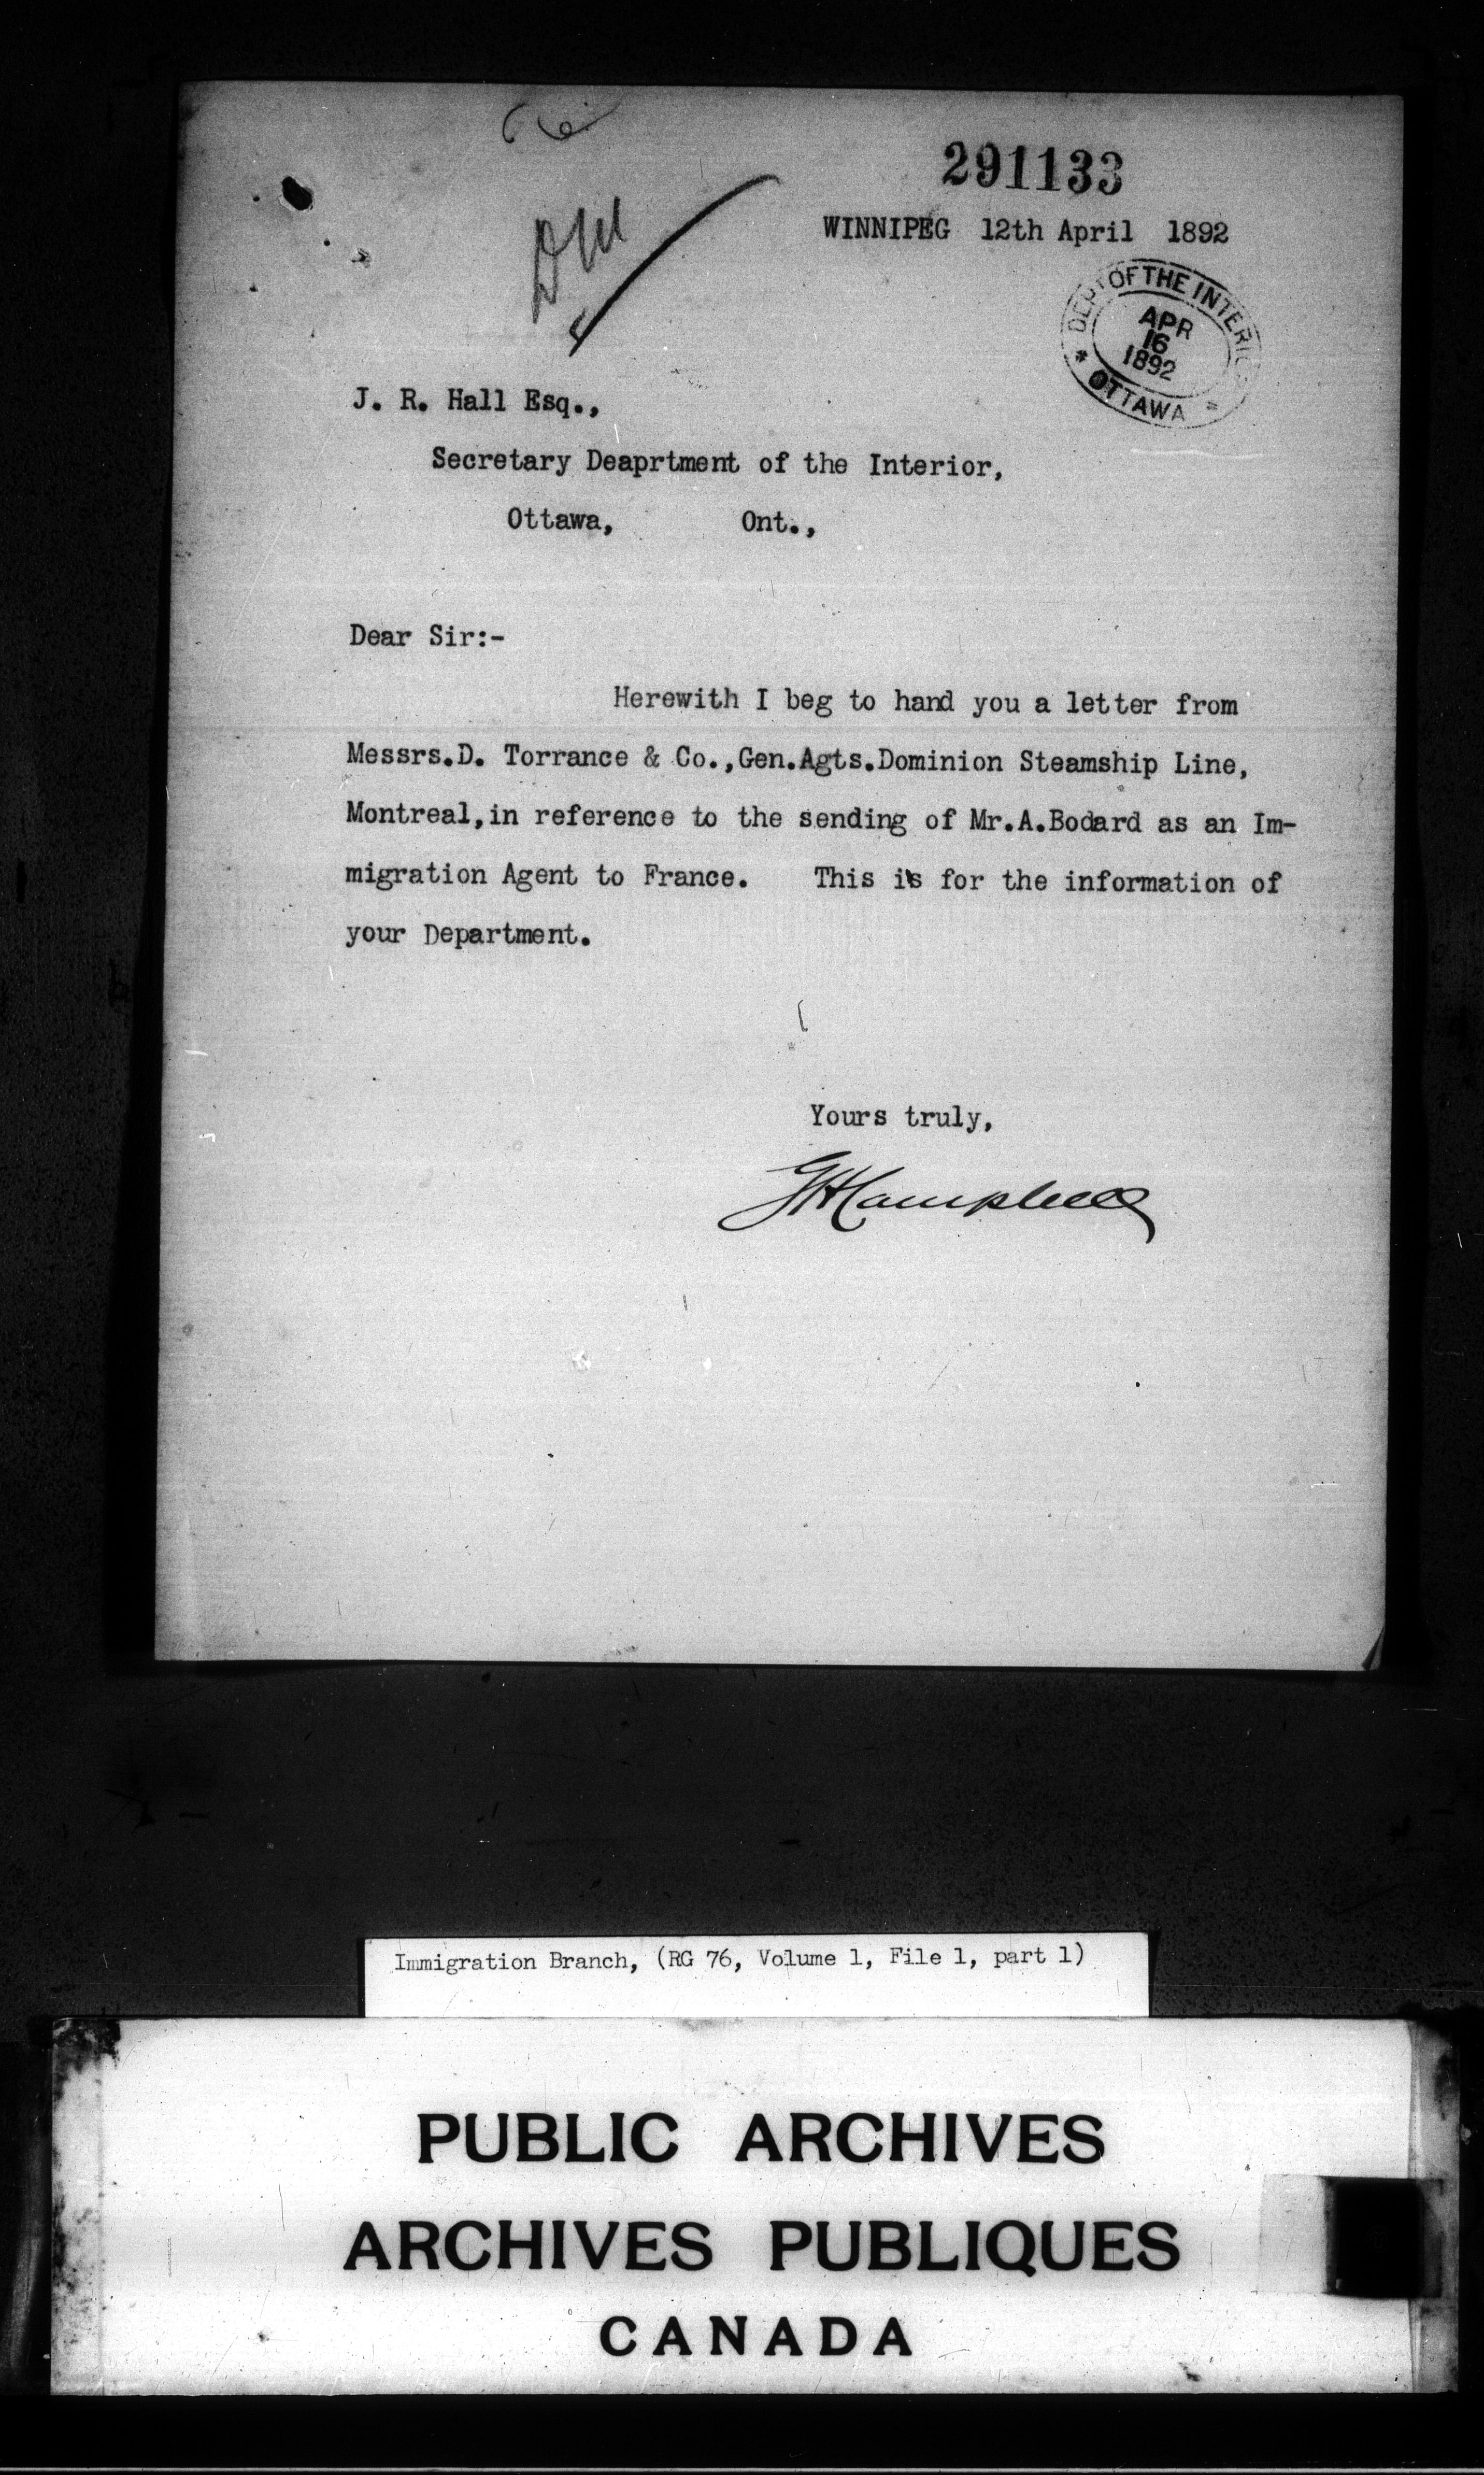 291133
WINNIPEG 12th April 1892
DEPT OF THE INTERIOR
APR
16
1892
OTTAWA
J. R. Hall Esq.,
Secretary Deaprtment of the Interior,
Ottawa, Ont.,
Dear Sir:-
Herewith I beg to hand you a letter from
Messrs.D. Torrance & Co.,Gen.Agts.Dominion Steamship Line,
Montreal,in reference to the sending of Mr.A.Bodard as an Im-
migration Agent to France. This is for the information of
your Department.
Yours truly,
GHCampbell
Immigration Branch, (RG 76, Volume 1, File 1, part 1)
PUBLIC ARCHIVES
ARCHIVES PUBLIQUES
CANADA